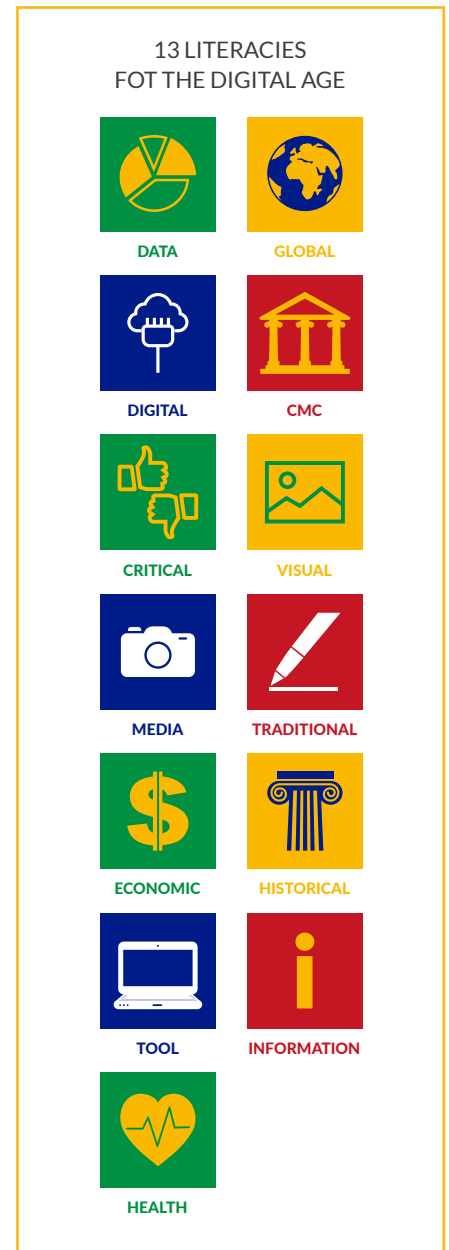 13 LITERACIES
FOT THE DIGITAL AGE
DATA
GLOBAL
DIGITAL
CMC
CRITICAL
VISUAL
MEDIA
TRADITIONAL
ECONOMIC
HISTORICAL
TOOL
INFORMATION
HEALTH